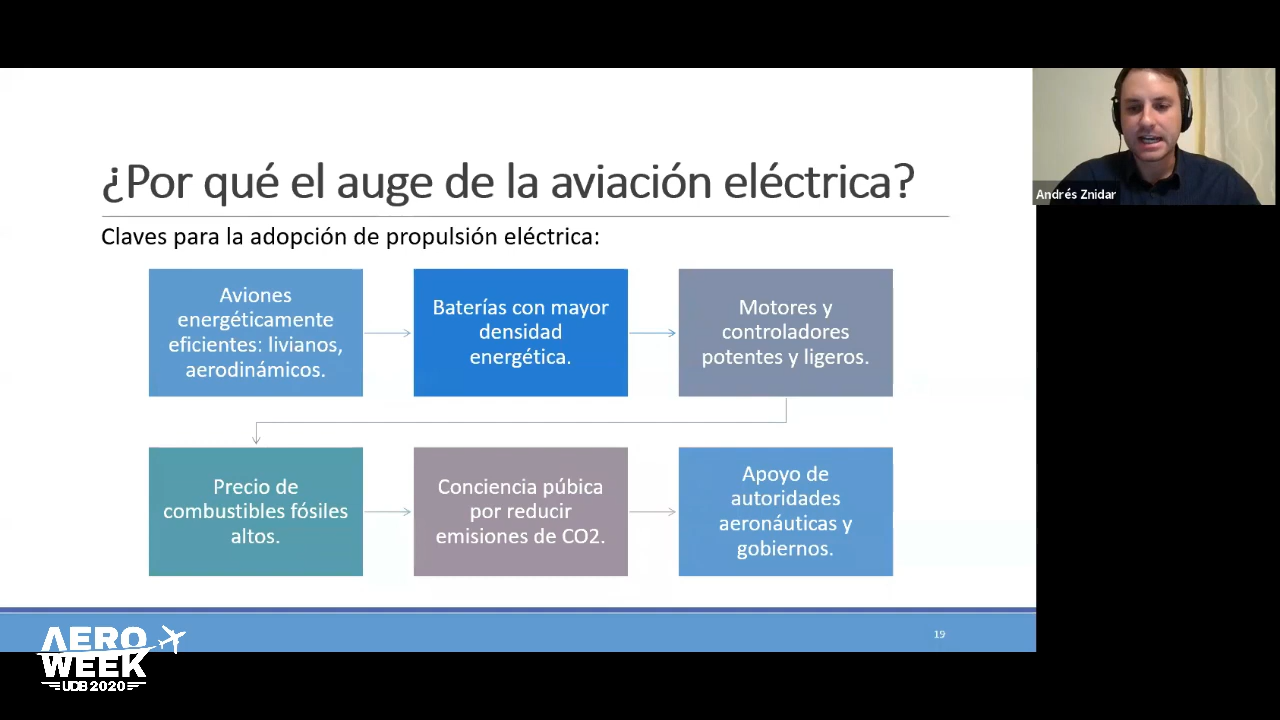 ¿Por qué el auge de la aviación eléctrica?
Claves para la adopción de propulsión eléctrica:
Aviones
energéticamente
eficientes: livianos,
aerodinámicos.
Baterías con mayor
densidad
energética.
Motores y
controladores
potentes y ligeros.
Precio de
combustibles fósiles
altos.
Conciencia púbica
por reducir
emisiones de CO2.
Apoyo de
autoridades
aeronáuticas y
gobiernos.
19
Andrés Znidar
AERO
WEEK
UDB 2020